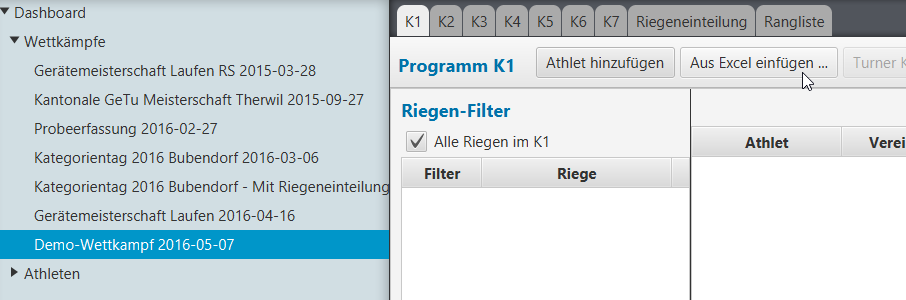 Dashboard
Wettkämpfe
Gerätemeisterschaft Laufen RS 2015-03-28
Kantonale GeTu Meisterschaft Therwil 2015-09-27
Probeerfassung 2016-02-27
Kategorientag 2016 Bubendorf 2016-03-06
Kategorientag 2016 Bubendorf - Mit Riegeneinteilung
Gerätemeisterschaft Laufen 2016-04-16
Demo-Wettkampf 2016-05-07
Athleten
K1 K2 K3 K4 K5 K6 K7 Riegeneinteilung Rangliste
Programm K1 Athlet hinzufügen Aus Excel einfügen ... Turner K
Riegen-Filter
Alle Riegen im K1
Filter Riege
Athlet Verei